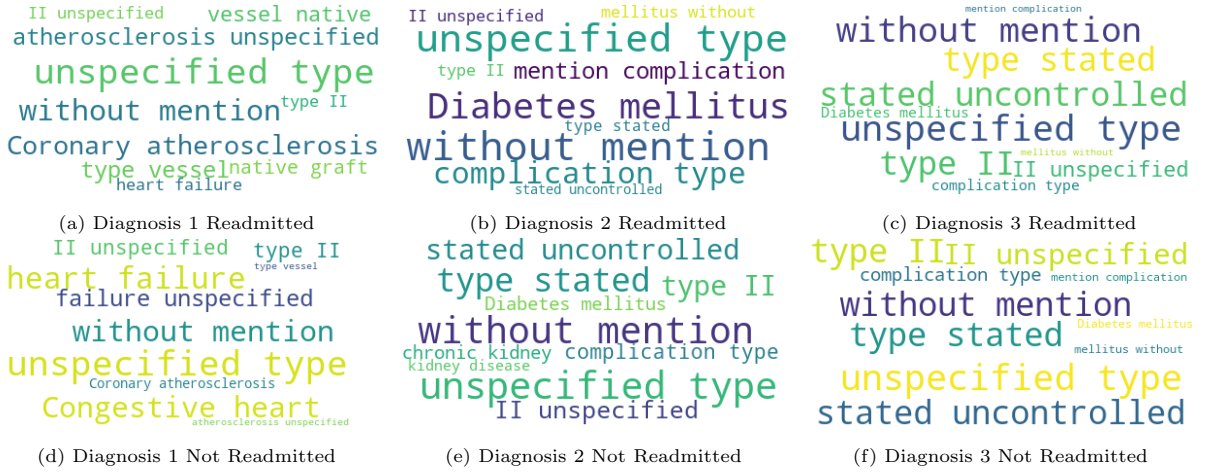 II unspecified
vessel native
atherosclerosis unspecified
unspecified type
without mention
type II
Coronary atherosclerosis
type vessel
native graft
heart failure
(a) Diagnosis 1 Readmitted
II unspecified
mellitus without
unspecified type
type II
mention complication
Diabetes mellitus
type stated
without mention
complication type
stated uncontrolled
(b) Diagnosis 2 Readmitted
mention complication
without mention
type stated
stated uncontrolled
Diabetes mellitus
unspecified type
type II
mellitus without
II unspecified
complication type
(c) Diagnosis 3 Readmitted
II unspecified
type II
heart failure
type vessel
failure unspecified
without mention
unspecified type
Coronary atherosclerosis
Congestive heart
atherosclerosis unspecified
(d) Diagnosis 1 Not Readmitted
stated uncontrolled
type stated
type II
Diabetes mellitus
without mention
chronic kidney
complication type
kidney disease
unspecified type
II unspecified
(e) Diagnosis 2 Not Readmitted
type II
II unspecified
complication type
mention complication
without mention
type stated
Diabetes mellitus
mellitus without
unspecified type
stated uncontrolled
(f) Diagnosis 3 Not Readmitted